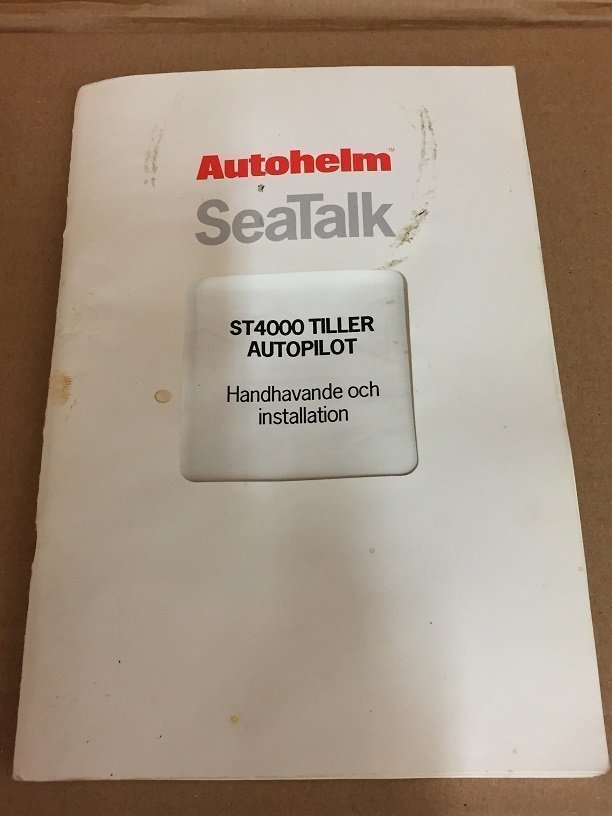 Autohelm™
SeaTalk
ST4000 TILLER
AUTOPILOT
Handhavande och
installation